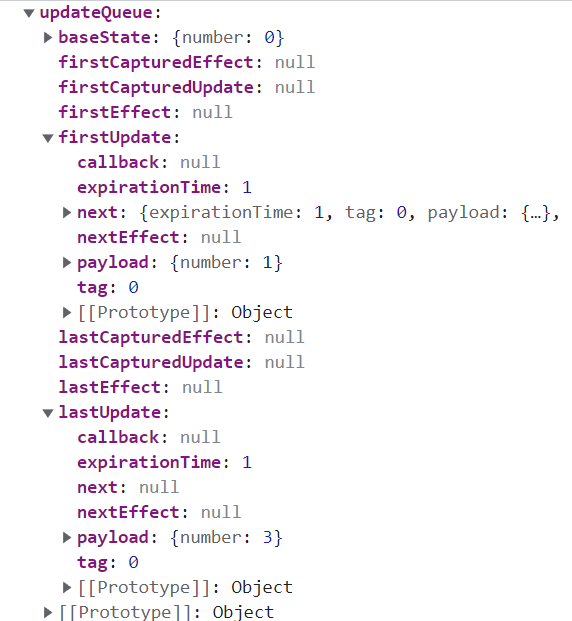 updateQueue:
baseState: {number: 0}
firstCapturedEffect: null
firstCapturedUpdate: null
firstEffect: null
firstUpdate:
callback: null
expirationTime: 1
next: {expirationTime: 1, tag: 0, payload: {…},
nextEffect: null
payload: {number: 1}
tag: 0
[[Prototype]]: Object
lastCapturedEffect: null
lastCapturedUpdate: null
lastEffect: null
lastUpdate:
callback: null
expirationTime: 1
next: null
nextEffect: null
payload: {number: 3}
tag: 0
[[Prototype]]: Object
[[Prototype]]: Object